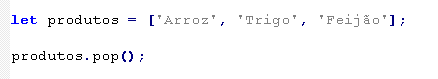 let produtos = ['Arroz', 'Trigo', 'Feijão'];
produtos.pop();